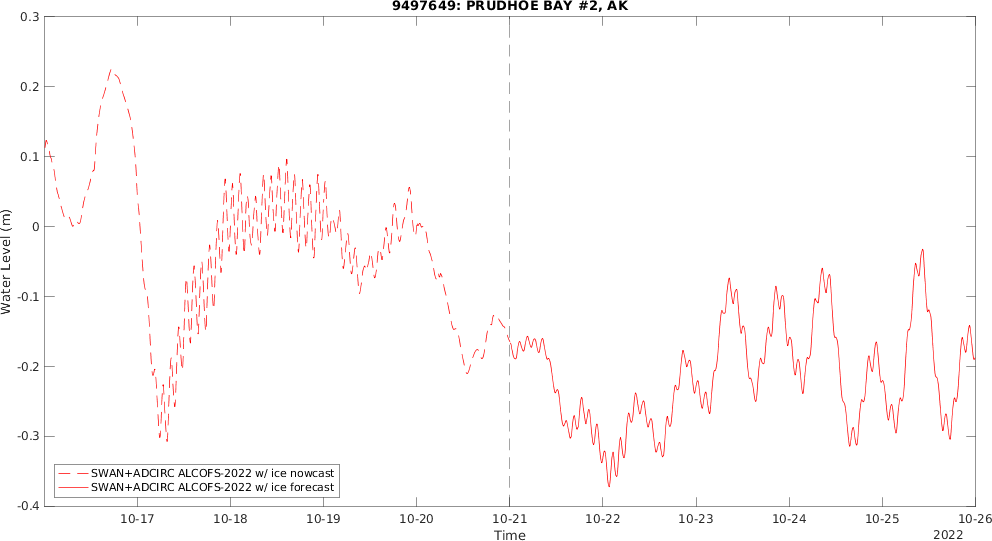 9497649: PRUDHOE BAY #2, AK
0.3
0.2
0.1
0
-0.1
-0.2
-0.3
-0.4
Water Level (m)
SWAN+ADCIRC ALCOFS-2022 w/ ice nowcast
SWAN+ADCIRC ALCOFS-2022 w/ ice forecast
10-17 10-18 10-19 10-20 10-21 10-22 10-23 10-24 10-25 10-26
Time
2022